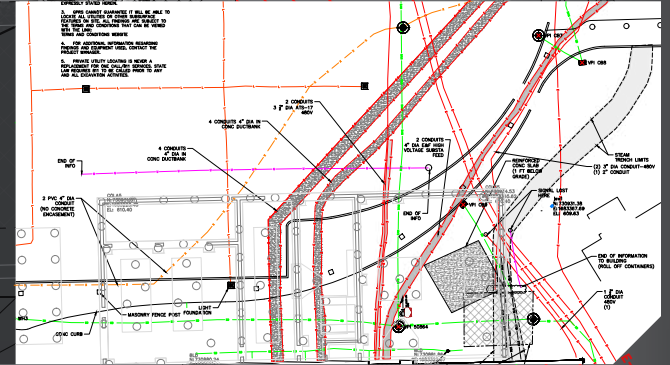 EXPRESSLY STATED HEREIN.
3. GPRS CANNOT GUARANTEE IT WILL BE ABLE TO
LOCATE ALL UTILITIES OR OTHER SUBSURFACE
FEATURES ON SITE. ALL FINDINGS ARE SUBJECT TO
THE TERMS AND CONDITIONS THAT CAN BE VIEWED
WITH THE LINK:
TERMS AND CONDITIONS WEBSITE
4. FOR ADDITIONAL INFORMATION REGARDING
FINDINGS AND EQUIPMENT USED, CONTACT THE
PROJECT MANAGER.
5. PRIVATE UTILITY LOCATING IS NEVER A
REPLACEMENT FOR ONE CALL/811 SERVICES. STATE
LAW REQUIRES 811 TO BE CALLED PRIOR TO ANY
AND ALL EXCAVATION ACTIVITIES.
VPI CB7
VPI CB8
2 CONDUITS
DIA ATS-17
480V
4 CONDUITS 4" DIA IN
CONC DUCTBANK
4 CONDUITS
4" DIA IN
CONC DUCTBANK
2 CONDUITS
4" DIA E&F HIGH
VOLTAGE SUBSTA
FEED
END OF
INFO
STEAM
TRENCH LIMITS
(2) 3" DIA CONDUIT-480V
(1) 2" CONDUIT
REINFORCED
CONC SLAB
(1 FT BELOW
GRADE)
SIGNAL LOST
HERE
2 PVC 4" DIA
CONDUIT
(NO CONCRETE
ENCASEMENT)
END OF
INFO
END OF INFORMATION
TO BUILDING
(ROLL OFF CONTAINERS)
LIGHT
FOUNDATION
MASONRY FENCE POST
CONC CURB
DIA
CONDUIT
480V
(1)